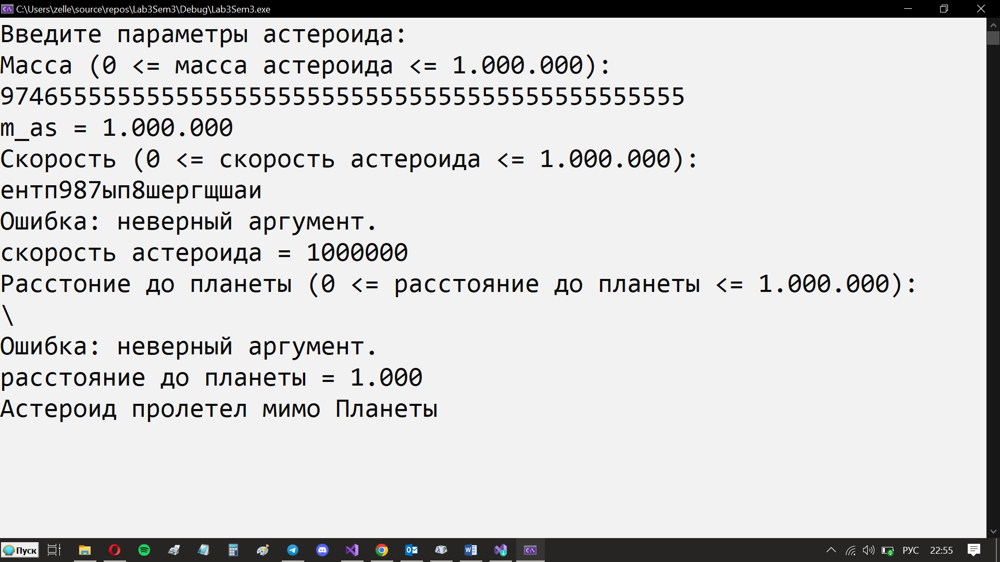 C:\Users\zelle\source\repos\Lab3Sem3\Debug\Lab3Sem3.exe
Введите параметры астероида:
Масса (0 <= масса астероида <= 1.000.000):
97465555555555555555555555555555555555555555555
m_as = 1.000.000
Скорость (0 <= скорость астероида <= 1.000.000):
ентп987ып8шергщшаи
Ошибка: неверный аргумент.
скорость астероида = 1000000
Расстоние до планеты (0 <= расстояние до планеты <= 1.000.000):
\
Ошибка: неверный аргумент.
расстояние до планеты = 1.000
Астероид пролетел мимо Планеты
Пуск РУС 22:55